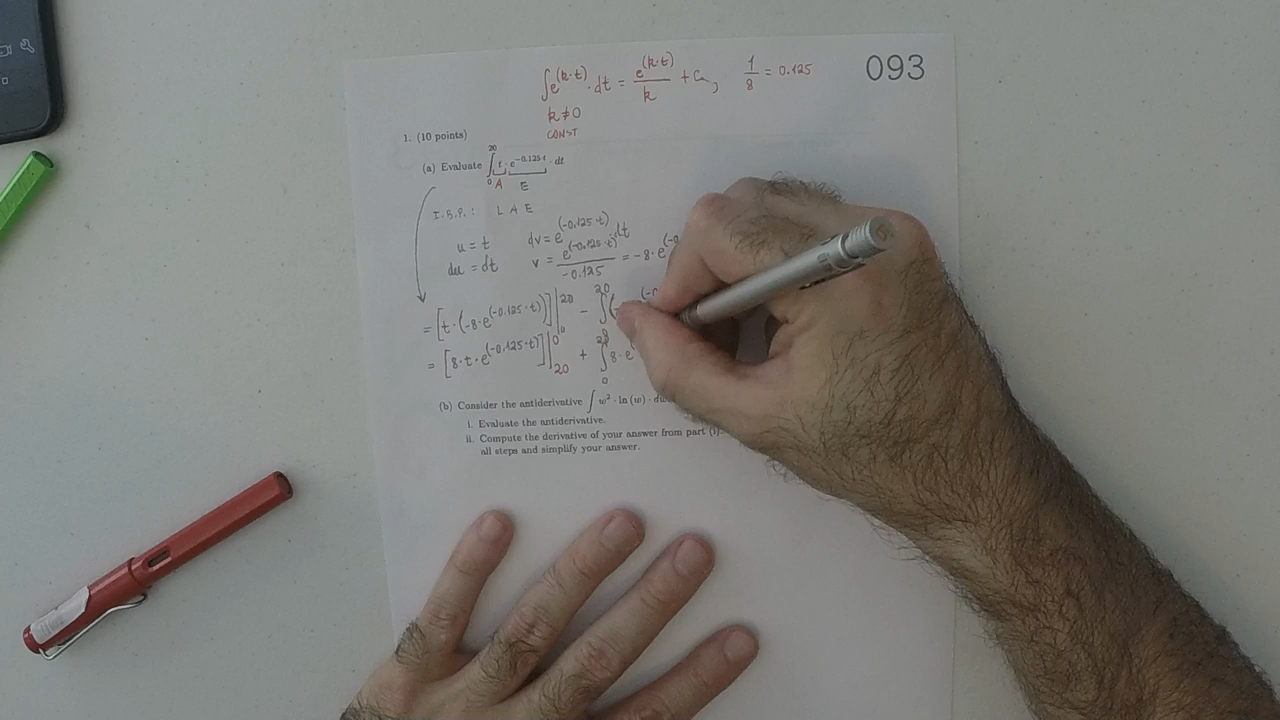 ∫e^(k·t)·dt = e^(k·t)/k + C, 1/8 = 0.125
093
k≠0
CONST
1. (10 points)
(a) Evaluate ∫₀²⁰ t · e^(-0.125·t) · dt
A E
I.B.P.: L A E
u = t dv = e^(-0.125·t)·dt
du = dt v = e^(-0.125·t)/-0.125 = -8·e
= [t·(-8·e^(-0.125·t))]|₀²⁰ - ∫₀²⁰
= [8·t·e^(-0.125·t)]|₂₀⁰ + ∫₀²⁰ 8·e
(b) Consider the antiderivative ∫ w² · ln(w) ·
i. Evaluate the antiderivative.
ii. Compute the derivative of your answer from part (i).
all steps and simplify your answer.